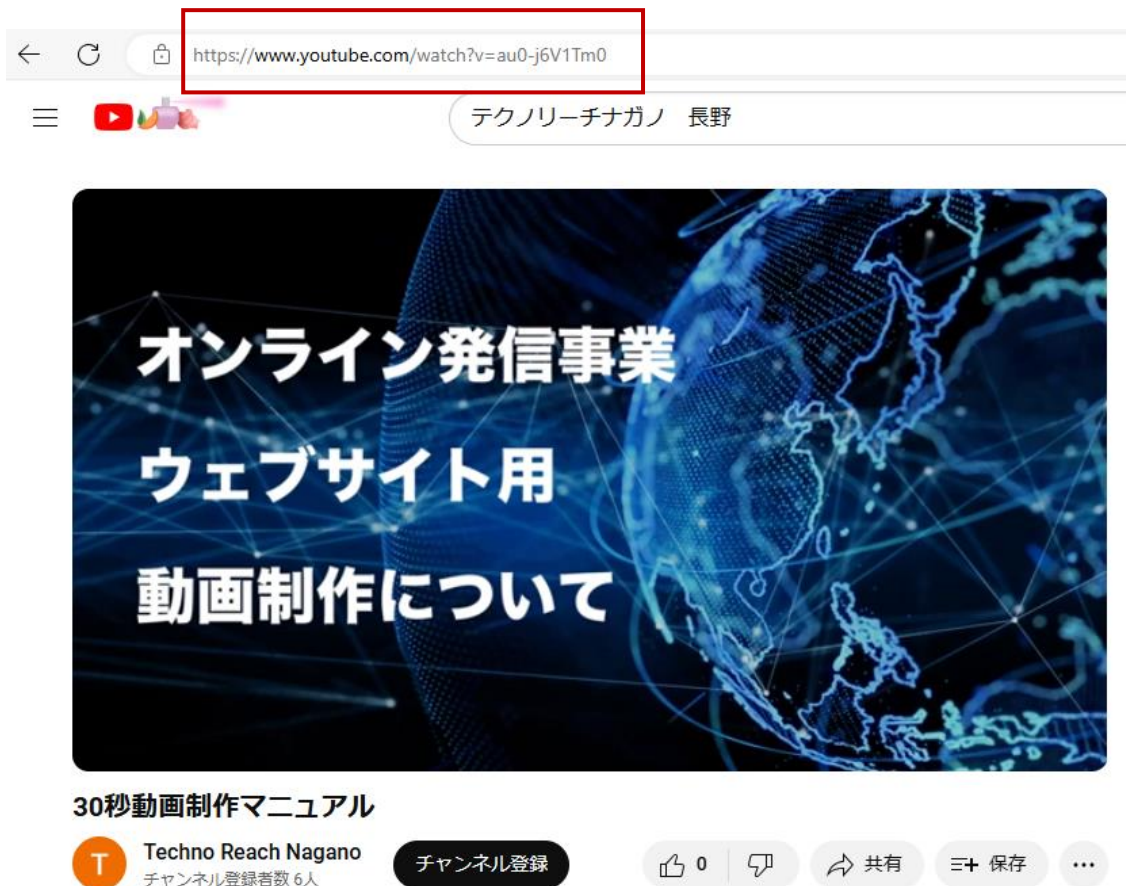 https://www.youtube.com/watch?v=au0-j6V1Tm0
テクノリーチナガノ　長野
オンライン発信事業
ウェブサイト用
動画制作について
30秒動画制作マニュアル
T
Techno Reach Nagano
チャンネル登録者数 6人
チャンネル登録
0
共有
保存